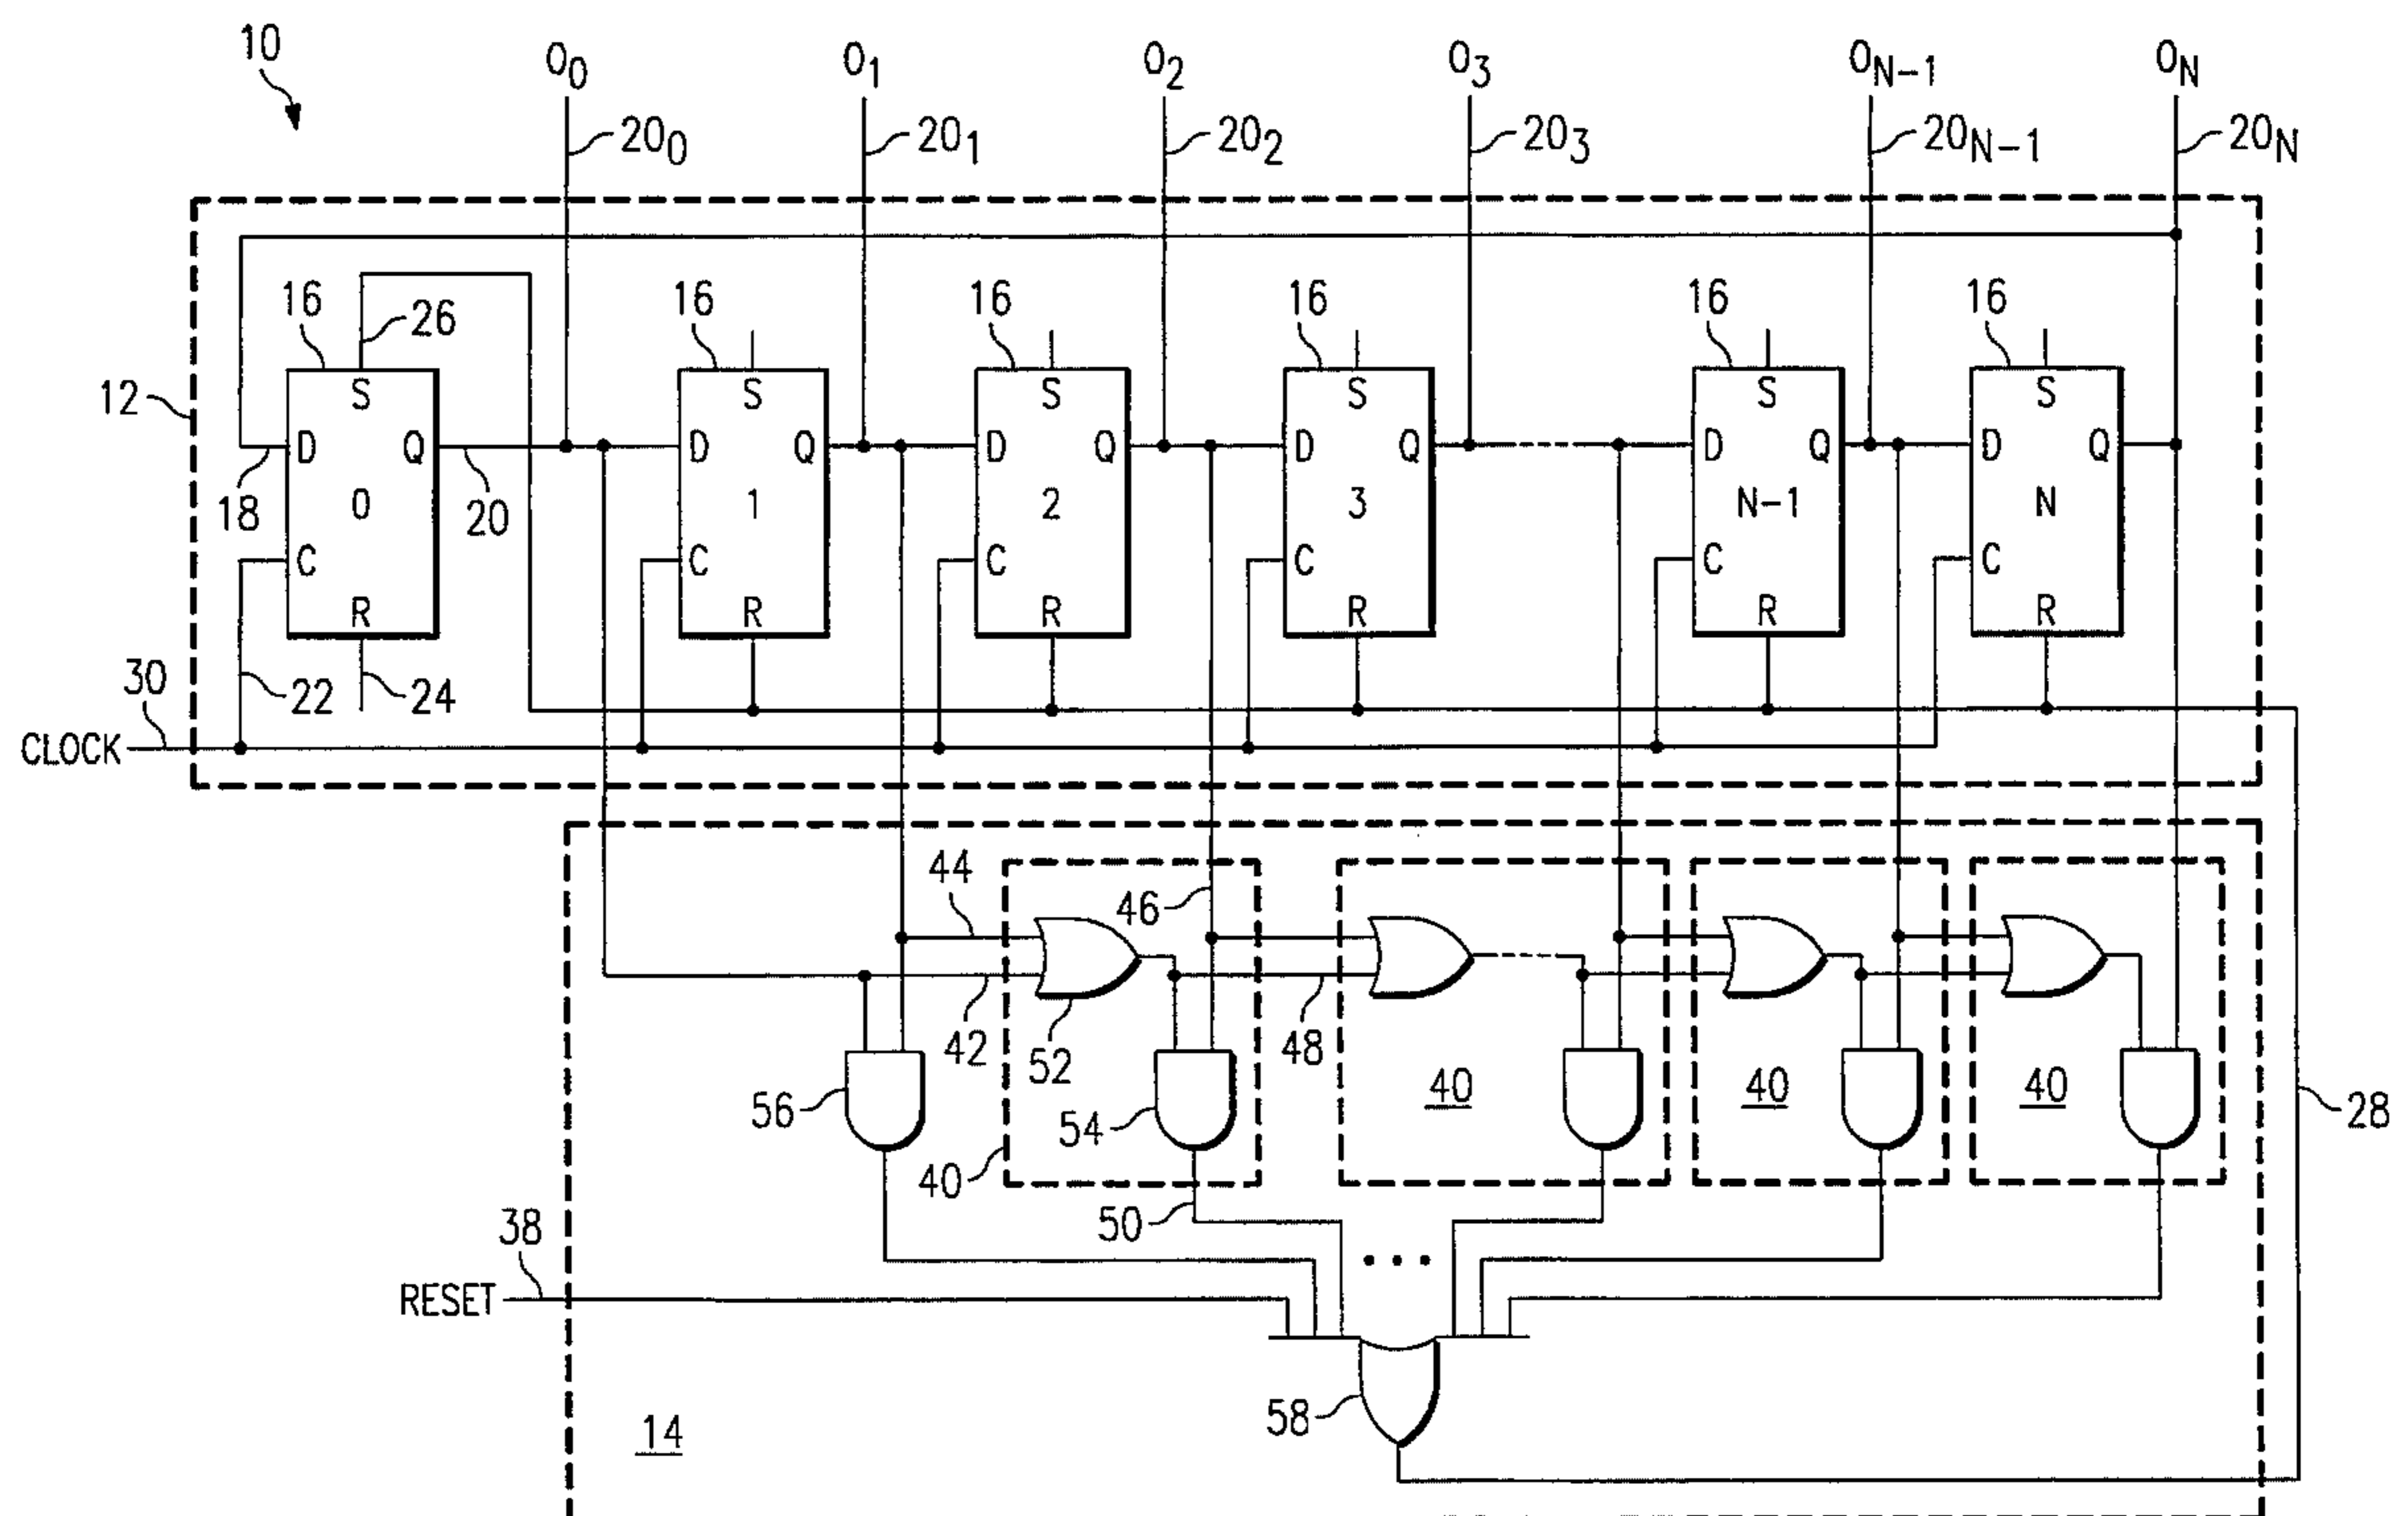 10
O0 O1 O2 O3 ON-1 ON
200 201 202 203 20N-1 20N
16 26 16 16 16 16 16
12
S S S S S S
D Q D Q D Q D Q D Q D Q
18 0 20 1 2 3 N-1 N
C C C C C C
R R R R R R
30 22 24
CLOCK
44 46
42 52 48
56 54 40 40 40 28
40
50
38
• • •
RESET
58
14